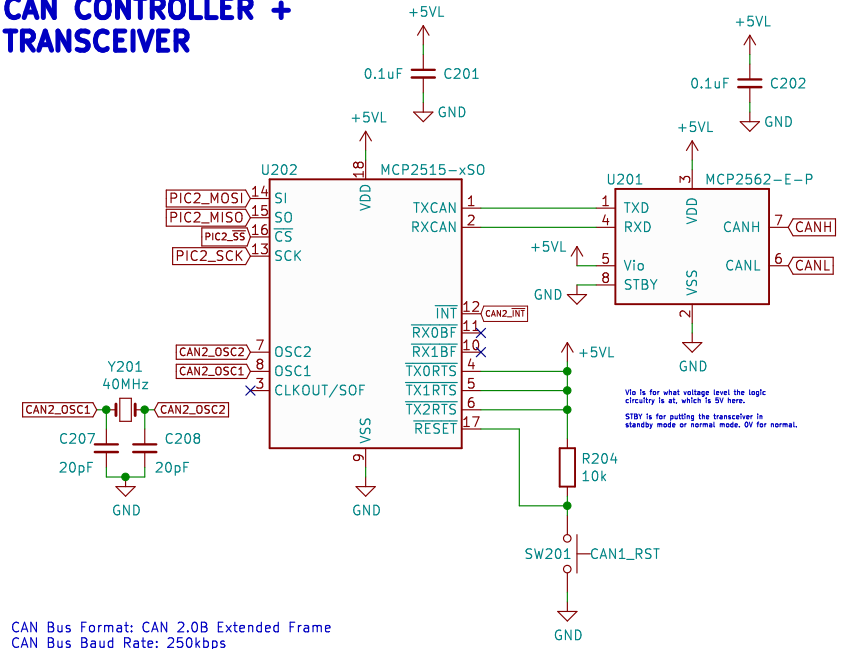 CAN CONTROLLER +
TRANSCEIVER
+5VL
0.1uF C201
GND
+5VL
0.1uF C202
GND
+5VL
U202 MCP2515-xSO
18
VDD
PIC2_MOSI 14 SI
PIC2_MISO 15 SO
PIC2_SS 16 CS
PIC2_SCK 13 SCK
TXCAN 1
RXCAN 2
INT 12 CAN2_INT
RX0BF 11
RX1BF 10
TX0RTS 4
TX1RTS 5
TX2RTS 6
RESET 17
CAN2_OSC2 7 OSC2
CAN2_OSC1 8 OSC1
3 CLKOUT/SOF
VSS
9
GND
+5VL
U201 MCP2562-E-P
3
VDD
1 TXD
4 RXD
+5VL
5 Vio
GND 8 STBY
CANH 7 CANH
CANL 6 CANL
VSS
2
GND
Y201
40MHz
CAN2_OSC1 CAN2_OSC2
C207 C208
20pF 20pF
GND
+5VL
R204
10k
SW201 CAN1_RST
GND
Vio is for what voltage level the logic
circuitry is at, which is 5V here.
STBY is for putting the transceiver in
standby mode or normal mode. 0V for normal.
CAN Bus Format: CAN 2.0B Extended Frame
CAN Bus Baud Rate: 250kbps